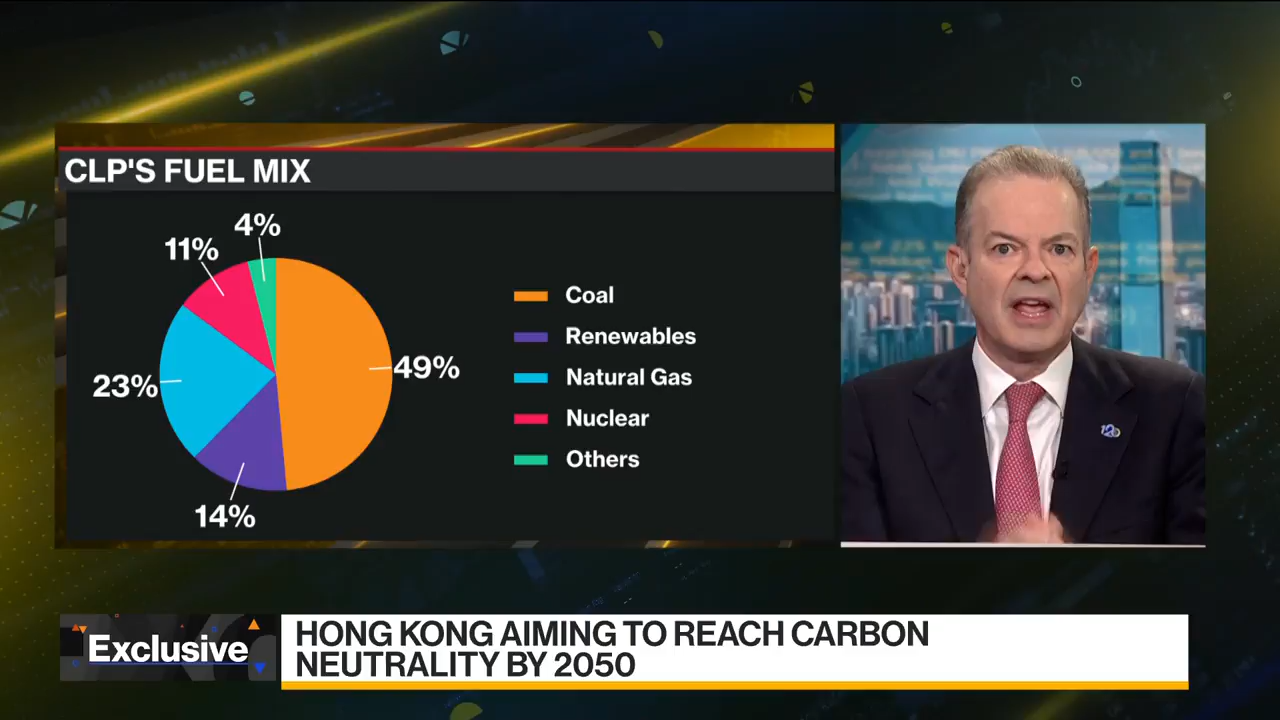 CLP'S FUEL MIX
4%
11%
49%
23%
14%
Coal
Renewables
Natural Gas
Nuclear
Others
Exclusive
HONG KONG AIMING TO REACH CARBON
NEUTRALITY BY 2050